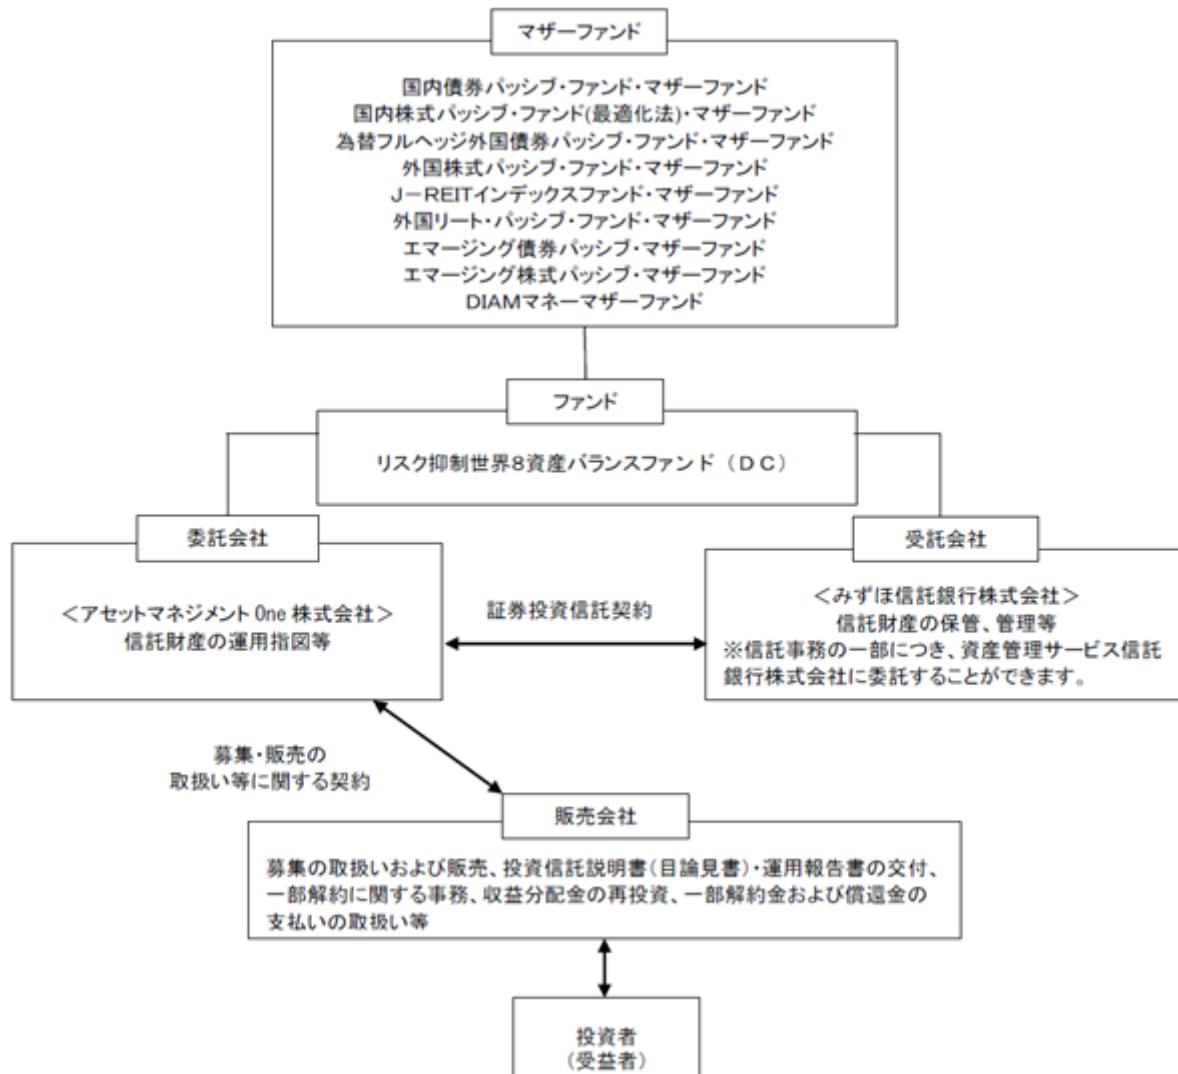 マザーファンド
国内債券パッシブ・ファンド・マザーファンド
国内株式パッシブ・ファンド(最適化法)・マザーファンド
為替フルヘッジ外国債券パッシブ・ファンド・マザーファンド
外国株式パッシブ・ファンド・マザーファンド
J－REITインデックスファンド・マザーファンド
外国リート・パッシブ・ファンド・マザーファンド
エマージング債券パッシブ・マザーファンド
エマージング株式パッシブ・マザーファンド
DIAMマネーマザーファンド
ファンド
リスク抑制世界8資産バランスファンド（ＤＣ）
委託会社
＜アセットマネジメント One 株式会社＞
信託財産の運用指図等
証券投資信託契約
受託会社
＜みずほ信託銀行株式会社＞
信託財産の保管、管理等
※信託事務の一部につき、資産管理サービス信託
銀行株式会社に委託することができます。
募集・販売の
取扱い等に関する契約
販売会社
募集の取扱いおよび販売、投資信託説明書(目論見書)・運用報告書の交付、
一部解約に関する事務、収益分配金の再投資、一部解約金および償還金の
支払いの取扱い等
投資者
（受益者）